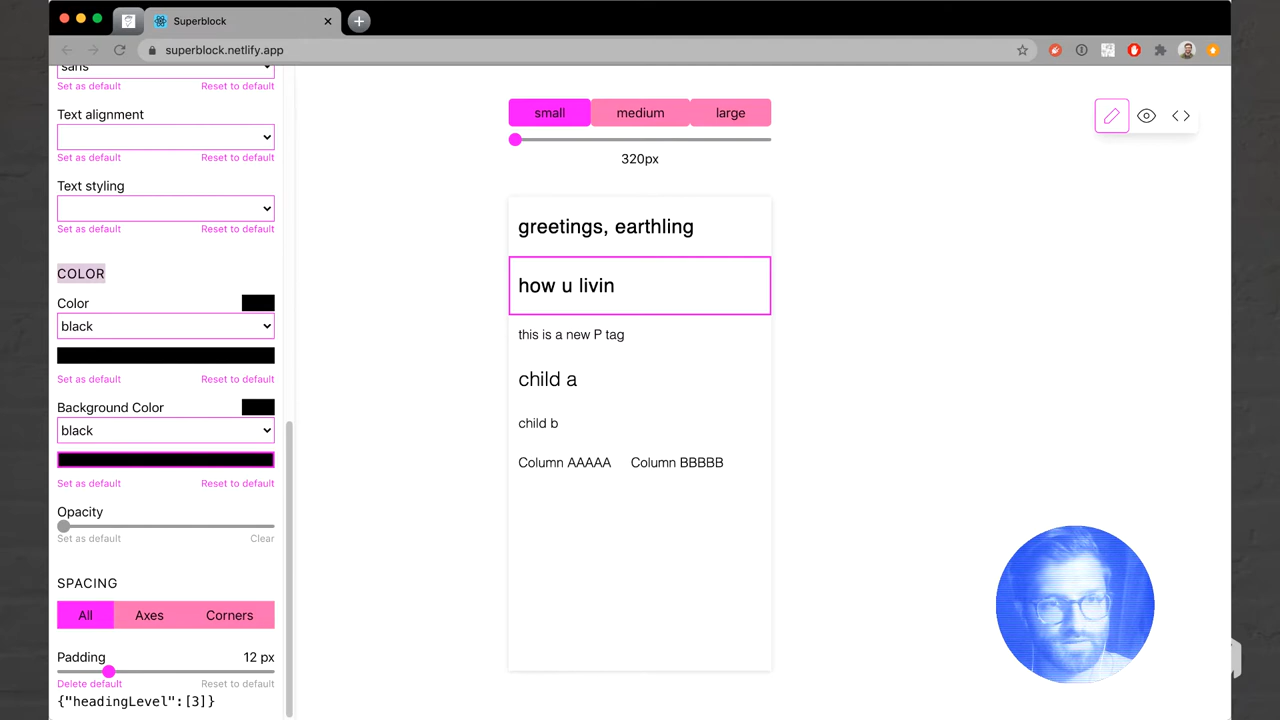 Superblock
superblock.netlify.app
sans
Set as default Reset to default
Text alignment
Set as default Reset to default
Text styling
Set as default Reset to default
COLOR
Color
black
Set as default Reset to default
Background Color
black
Set as default Reset to default
Opacity
Set as default Clear
SPACING
All Axes Corners
Padding 12 px
Delete default Reset to default
{"headingLevel":[3]}
small medium large
320px
greetings, earthling
how u livin
this is a new P tag
child a
child b
Column AAAAA Column BBBBB